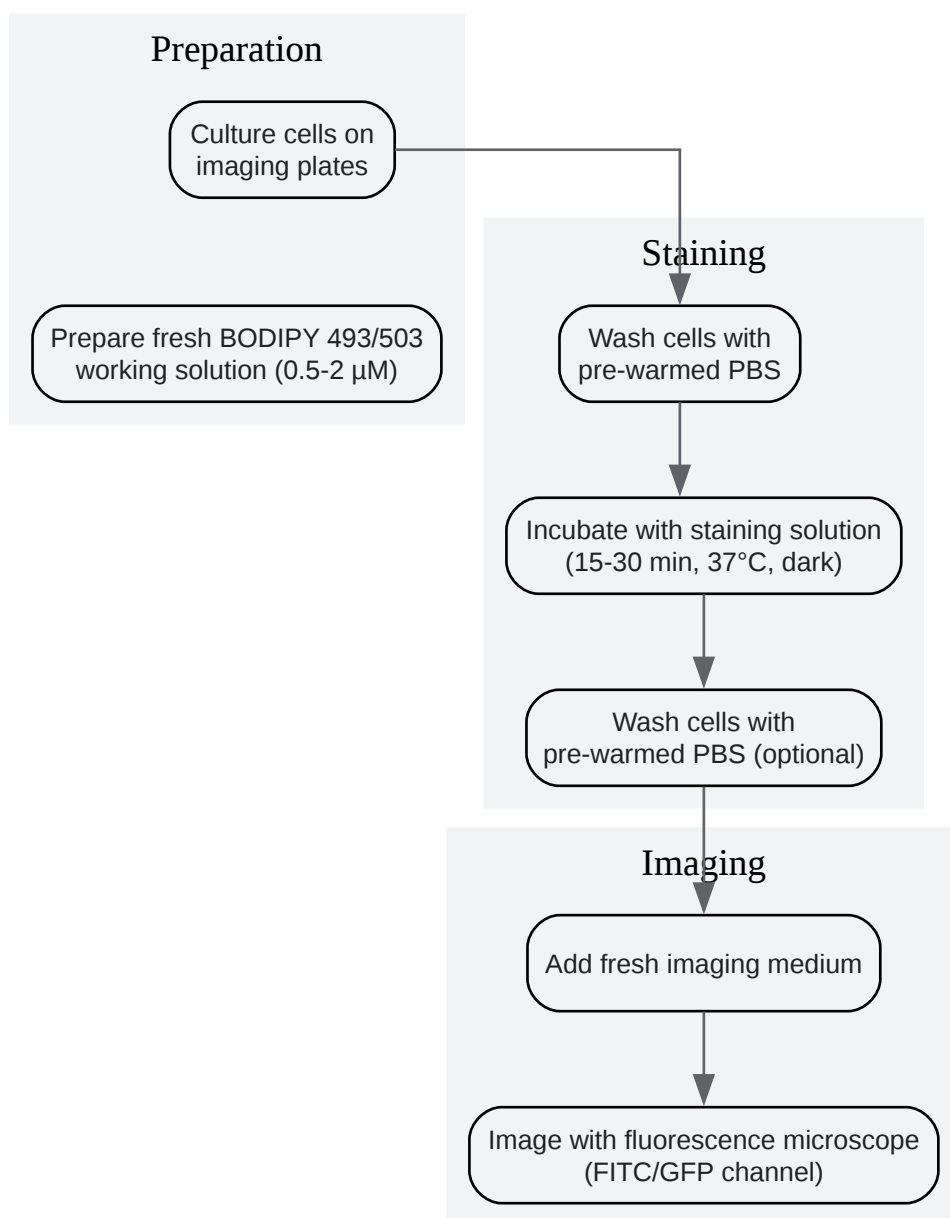 Preparation
Culture cells on
imaging plates
Prepare fresh BODIPY 493/503
working solution (0.5-2 µM)
Staining
Wash cells with
pre-warmed PBS
Incubate with staining solution
(15-30 min, 37°C, dark)
Wash cells with
pre-warmed PBS (optional)
Imaging
Add fresh imaging medium
Image with fluorescence microscope
(FITC/GFP channel)